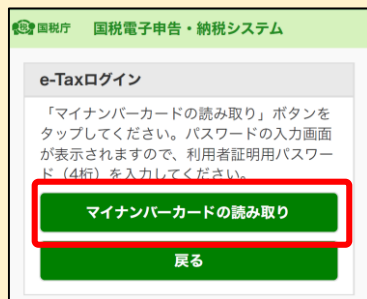 国税庁 国税電子申告・納税システム
e-Taxログイン
「マイナンバーカードの読み取り」ボタンを
タップしてください。パスワードの入力画面
が表示されますので、利用者証明用パスワー
ド（4桁）を入力してください。
マイナンバーカードの読み取り
戻る